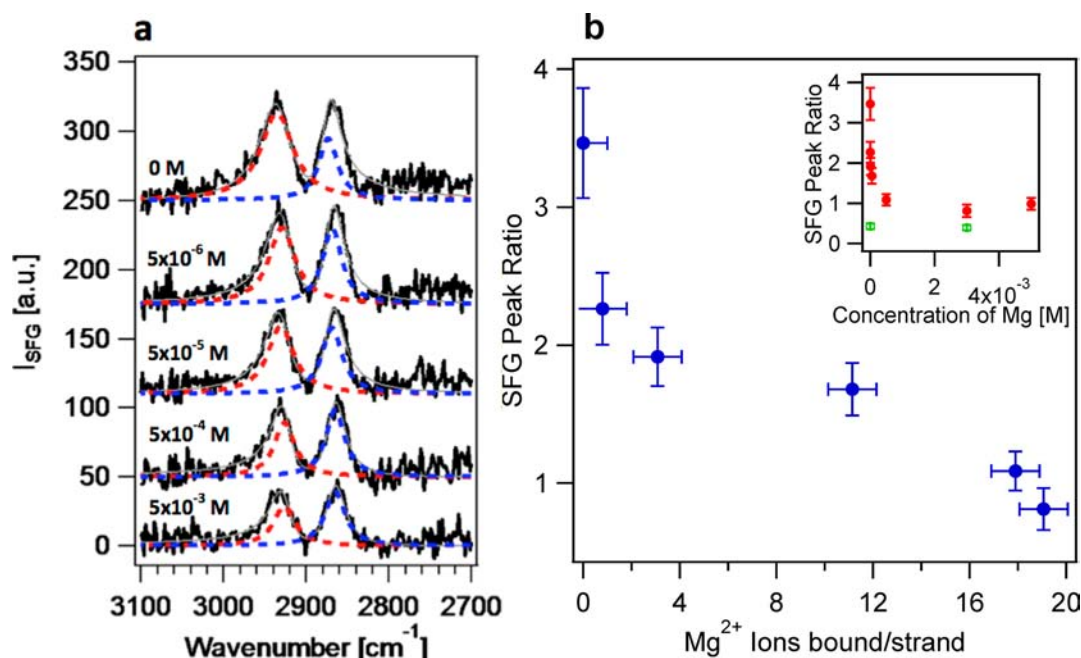 a
350
300
250
200
150
100
50
0
I_SFG [a.u.]
0 M
5x10⁻⁶ M
5x10⁻⁵ M
5x10⁻⁴ M
5x10⁻³ M
3100 3000 2900 2800 2700
Wavenumber [cm⁻¹]
b
4
3
2
1
SFG Peak Ratio
0 4 8 12 16 20
Mg²⁺ Ions bound/strand
4
3
2
1
0
SFG Peak Ratio
0 2 4x10⁻³
Concentration of Mg [M]